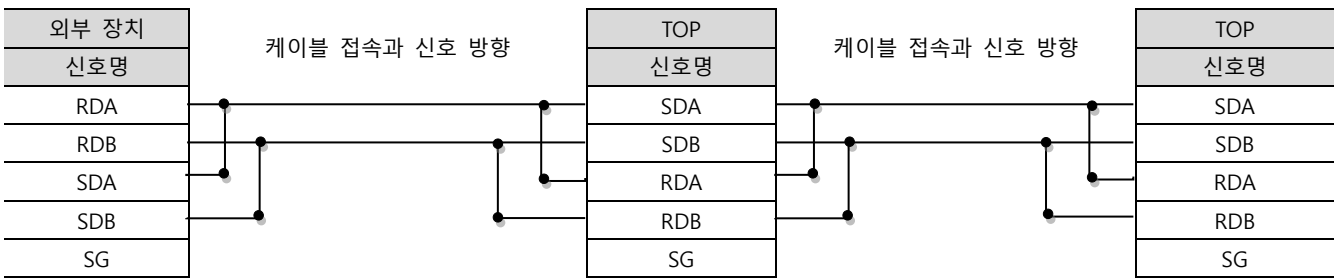 외부 장치 케이블 접속과 신호 방향 TOP 케이블 접속과 신호 방향 TOP
신호명 신호명 신호명
RDA SDA SDA
RDB SDB SDB
SDA RDA RDA
SDB RDB RDB
SG SG SG